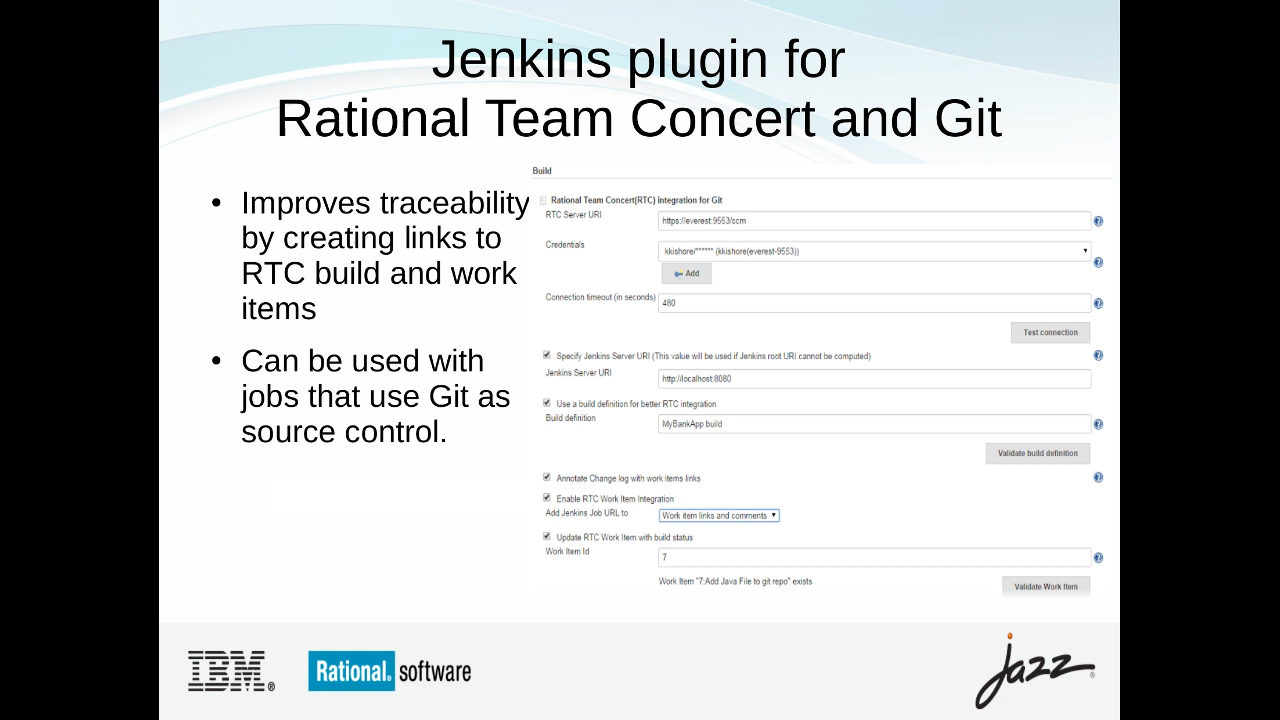 Jenkins plugin for
Rational Team Concert and Git
• Improves traceability
by creating links to
RTC build and work
items
• Can be used with
jobs that use Git as
source control.
Build
Rational Team Concert(RTC) integration for Git
RTC Server URI
https://everest:9553/ccm
Credentials
kkishore/****** (kkishore(everest-9553))
Add
Connection timeout (in seconds)
480
Test connection
Specify Jenkins Server URI (This value will be used if Jenkins root URI cannot be computed)
Jenkins Server URI
http://localhost:8080
Use a build definition for better RTC integration
Build definition
MyBankApp build
Validate build definition
Annotate Change log with work items links
Enable RTC Work Item Integration
Add Jenkins Job URL to
Work item links and comments
Update RTC Work Item with build status
Work Item Id
7
Work Item "7:Add Java File to git repo" exists
Validate Work Item
IBM®
Rational® software
jazz®